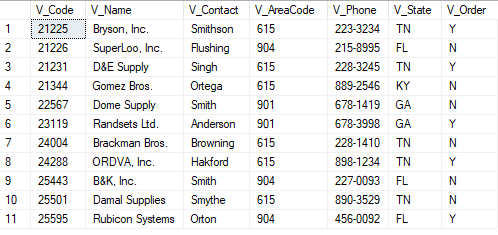 V_Code V_Name V_Contact V_AreaCode V_Phone V_State V_Order
1 21225 Bryson, Inc. Smithson 615 223-3234 TN Y
2 21226 SuperLoo, Inc. Flushing 904 215-8995 FL N
3 21231 D&E Supply Singh 615 228-3245 TN Y
4 21344 Gomez Bros. Ortega 615 889-2546 KY N
5 22567 Dome Supply Smith 901 678-1419 GA N
6 23119 Randsets Ltd. Anderson 901 678-3998 GA Y
7 24004 Brackman Bros. Browning 615 228-1410 TN N
8 24288 ORDVA, Inc. Hakford 615 898-1234 TN Y
9 25443 B&K, Inc. Smith 904 227-0093 FL N
10 25501 Damal Supplies Smythe 615 890-3529 TN N
11 25595 Rubicon Systems Orton 904 456-0092 FL Y